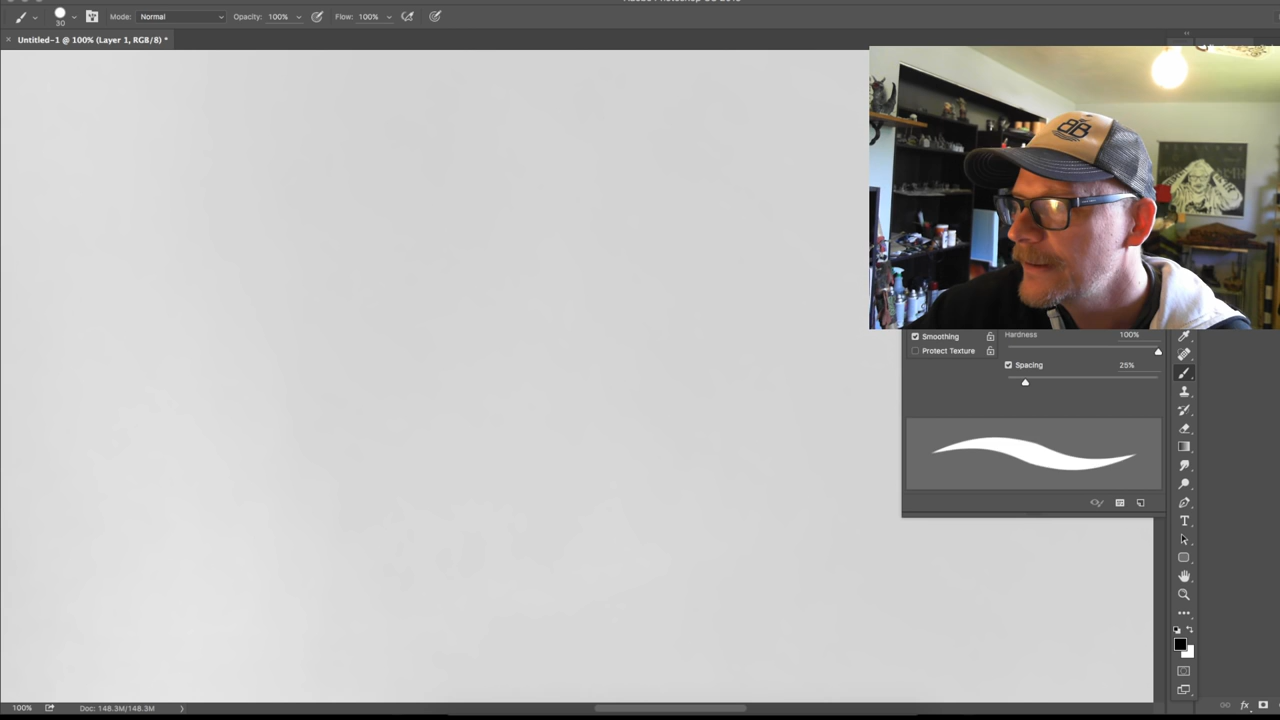 30
Mode: Normal
Opacity: 100%
Flow: 100%
Untitled-1 @ 100% (Layer 1, RGB/8) *
Smoothing
Hardness 100%
Protect Texture
Spacing 25%
100%
Doc: 148.3M/148.3M